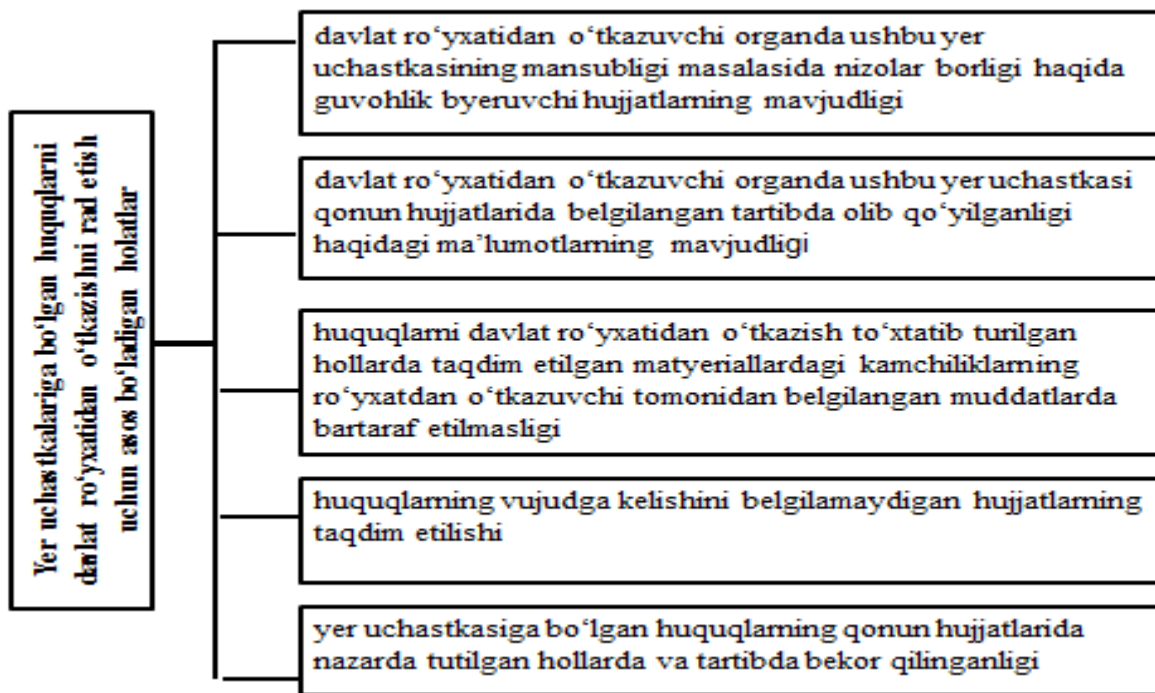 Yer uchastkalariga bo‘lgan huquqlarni
davlat ro‘yxatidan o‘tkazishni rad etish
uchun asos bo‘ladigan holatlar
davlat ro‘yxatidan o‘tkazuvchi organda ushbu yer
uchastkasining mansubligi masalasida nizolar borligi haqida
guvohlik byeruvchi hujjatlarning mavjudligi
davlat ro‘yxatidan o‘tkazuvchi organda ushbu yer uchastkasi
qonun hujjatlarida belgilangan tartibda olib qo‘yilganligi
haqidagi ma’lumotlarning mavjudligi
huquqlarni davlat ro‘yxatidan o‘tkazish to‘xtatib turilgan
hollarda taqdim etilgan matyeriallardagi kamchiliklarning
ro‘yxatdan o‘tkazuvchi tomonidan belgilangan muddatlarda
bartaraf etilmasligi
huquqlarning vujudga kelishini belgilamaydigan hujjatlarning
taqdim etilishi
yer uchastkasiga bo‘lgan huquqlarning qonun hujjatlarida
nazarda tutilgan hollarda va tartibda bekor qilinganligi